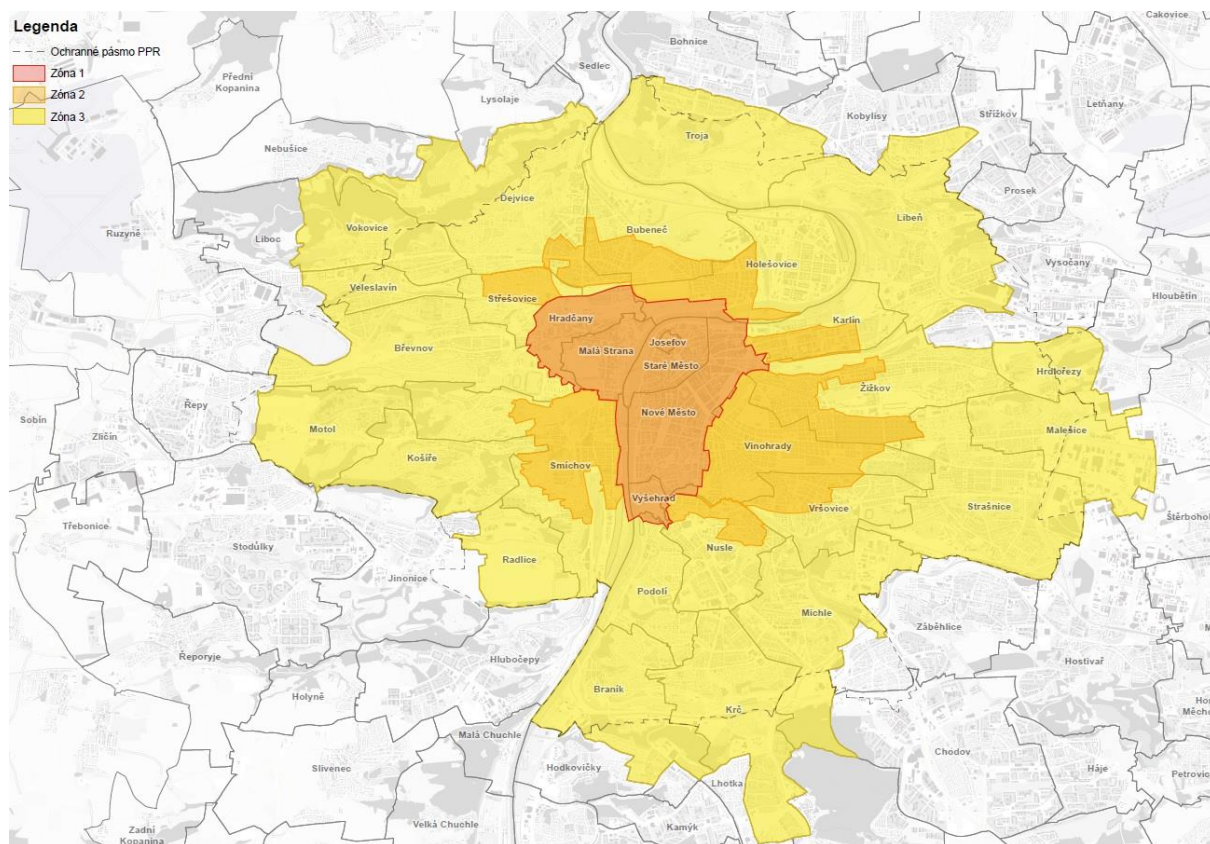 Legenda
Ochranné pásmo PPR
Zóna 1
Zóna 2
Zóna 3
Přední
Kopanina
Sedlec
Bohnice
Čakovice
Lysolaje
Kobylisy
Střížkov
Letňany
Nebušice
Troja
Prosek
Ruzyně
Liboc
Vokovice
Dejvice
Bubeneč
Libeň
Holešovice
Vysočany
Hloubětín
Veleslavín
Střešovice
Hradčany
Karlín
Břevnov
Malá Strana
Josefov
Staré Město
Žižkov
Hrdlořezy
Sobín
Zličín
Řepy
Motol
Košíře
Nové Město
Vinohrady
Malešice
Smíchov
Vyšehrad
Vršovice
Strašnice
Štěrboholy
Třebonice
Stodůlky
Jinonice
Radlice
Nusle
Podolí
Michle
Záběhlice
Hostivař
Řeporyje
Holyně
Hlubočepy
Braník
Krč
Měcho
Malá Chuchle
Chodov
Háje
Petrovic
Slivenec
Hodkovičky
Lhotka
Zadní
Kopanina
Velká Chuchle
Kamýk